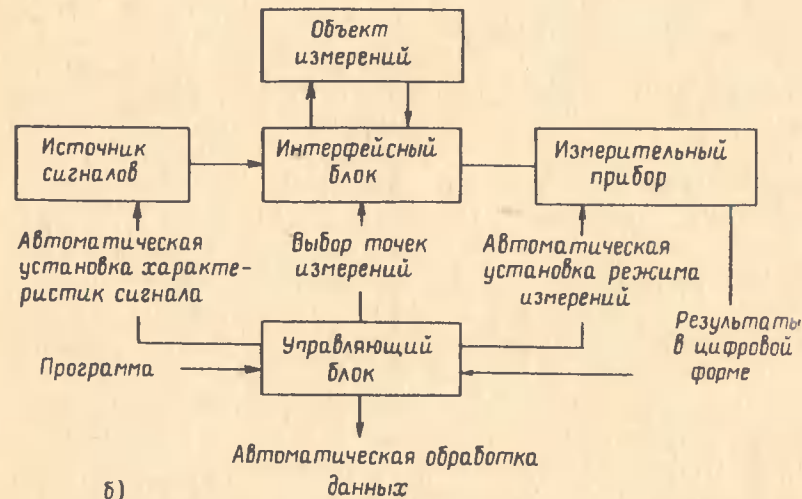 Объект
измерений
Источник
сигналов
Интерфейсный
блок
Измерительный
прибор
Автоматическая
установка характе-
ристик сигнала
Выбор точек
измерений
Автоматическая
установка режима
измерений
Результаты
в цифровой
форме
Программа
Управляющий
блок
Автоматическая обработка
данных
б)